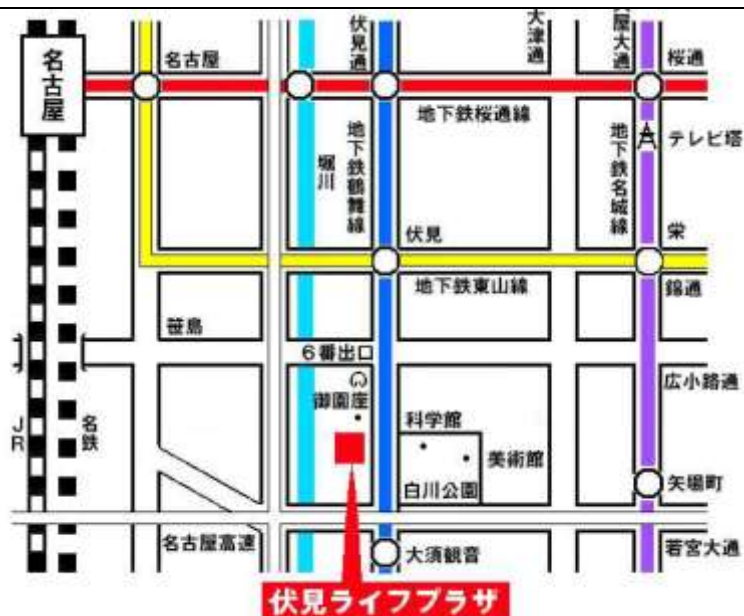 名古屋
名古屋
伏見通
大津通
屋大通
桜通
地下鉄桜通線
テレビ塔
堀川
地下鉄鶴舞線
地下鉄名城線
伏見
栄
地下鉄東山線
錦通
笹島
6番出口
広小路通
御園座
科学館
美術館
JR
名鉄
白川公園
矢場町
名古屋高速
大須観音
若宮大通
伏見ライフプラザ